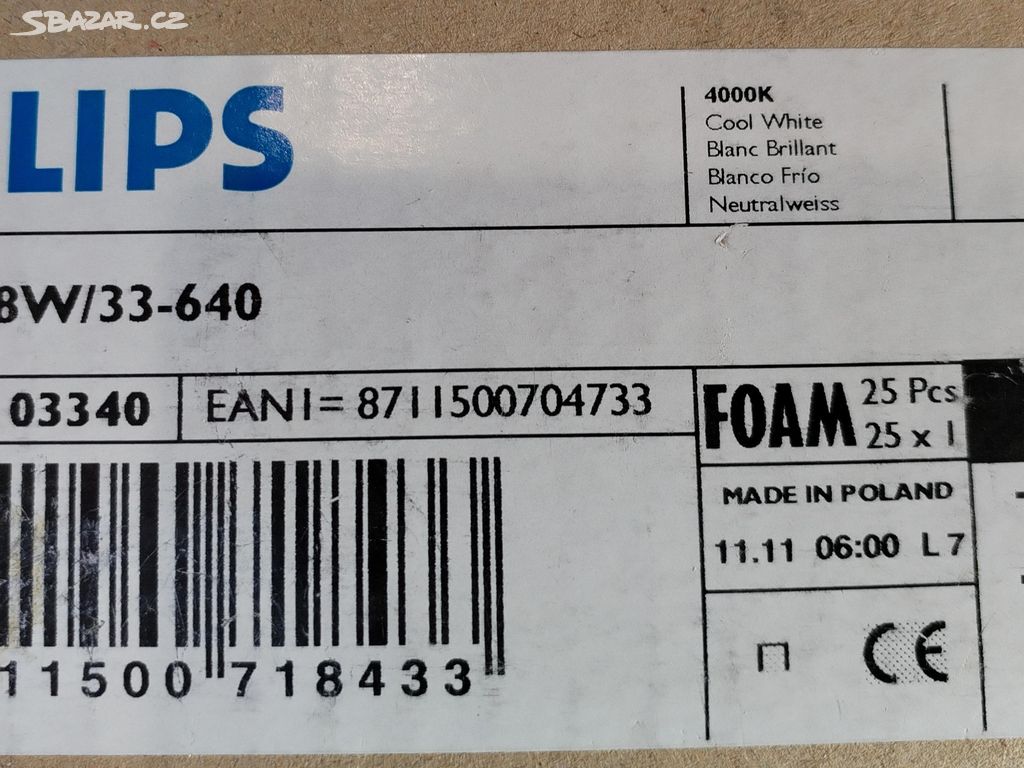 SBAZAR.CZ
LIPS
4000K
Cool White
Blanc Brillant
Blanco Frío
Neutralweiss
8W/33-640
03340
EAN1= 8711500704733
FOAM
25 Pcs
25 x 1
MADE IN POLAND
11.11 06:00 L7
CE
11500 718433